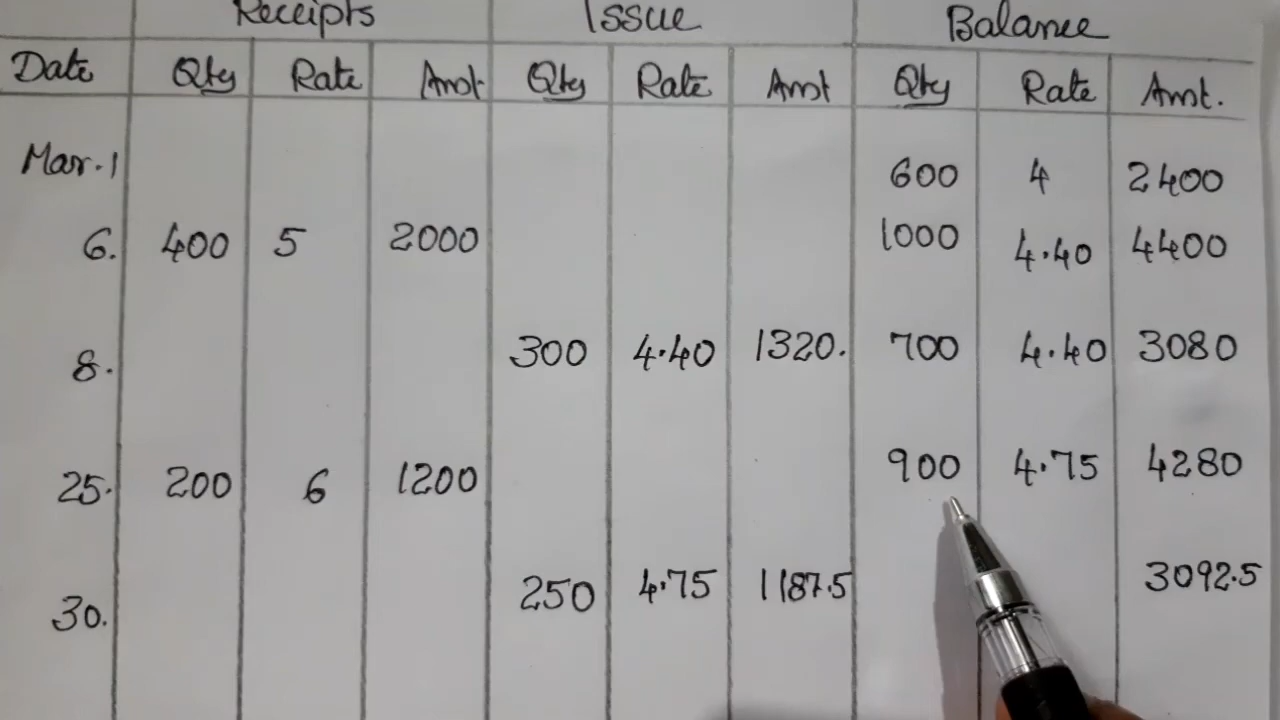 Receipts Issue Balance
Date Qty Rate Amt Qty Rate Amt Qty Rate Amt.
Mar. 1 600 4 2400
6. 400 5 2000 1000 4.40 4400
8. 300 4.40 1320. 700 4.40 3080
25. 200 6 1200 900 4.75 4280
30. 250 4.75 1187.5 3092.5